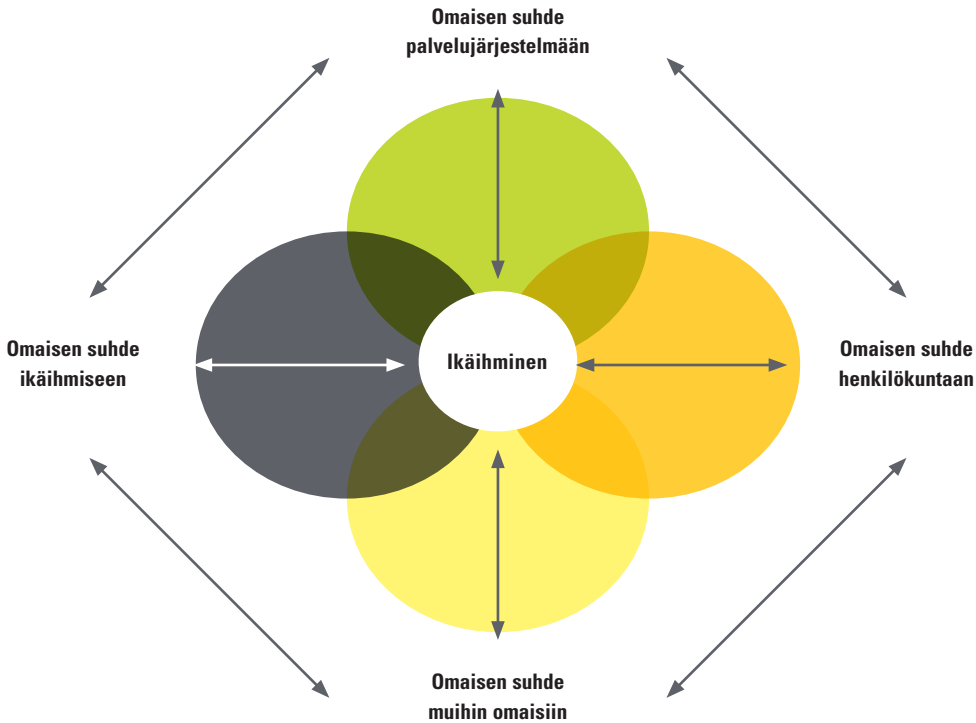 Omaisen suhde
palvelujärjestelmään
Omaisen suhde
ikäihmiseen
Ikäihminen
Omaisen suhde
henkilökuntaan
Omaisen suhde
muihin omaisiin